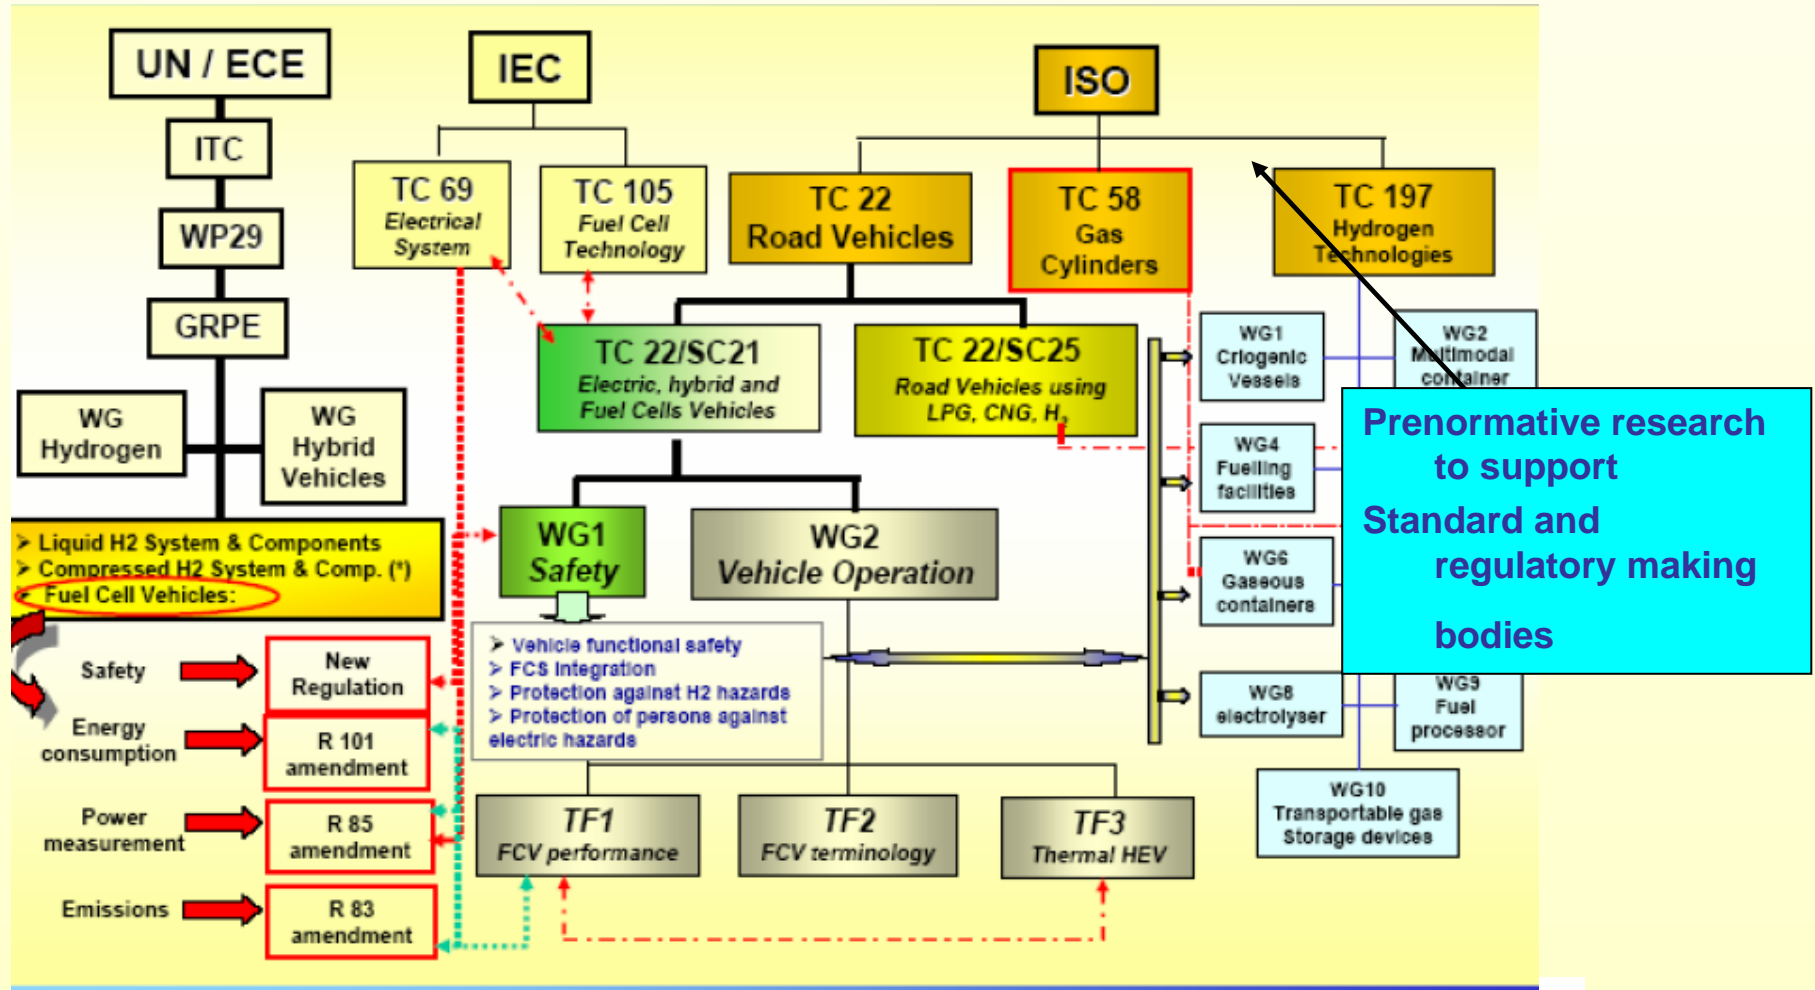 UN / ECE
ITC
WP29
GRPE
WG
Hydrogen
WG
Hybrid
Vehicles
➢ Liquid H2 System & Components
➢ Compressed H2 System & Comp. (*)
Fuel Cell Vehicles:
Safety
New
Regulation
Energy
consumption
R 101
amendment
Power
measurement
R 85
amendment
Emissions
R 83
amendment
IEC
TC 69
Electrical
System
TC 105
Fuel Cell
Technology
ISO
TC 22
Road Vehicles
TC 58
Gas
Cylinders
TC 197
Hydrogen
Technologies
TC 22/SC21
Electric, hybrid and
Fuel Cells Vehicles
TC 22/SC25
Road Vehicles using
LPG, CNG, H2
WG1
Safety
WG2
Vehicle Operation
➢ Vehicle functional safety
➢ FCS Integration
➢ Protection against H2 hazards
➢ Protection of persons against
electric hazards
TF1
FCV performance
TF2
FCV terminology
TF3
Thermal HEV
WG1
Criogenic
Vessels
WG2
Multimodal
container
WG4
Fuelling
facilities
WG6
Gaseous
containers
WG8
electrolyser
WG9
Fuel
processor
WG10
Transportable gas
Storage devices
Prenormative research
to support
Standard and
regulatory making
bodies